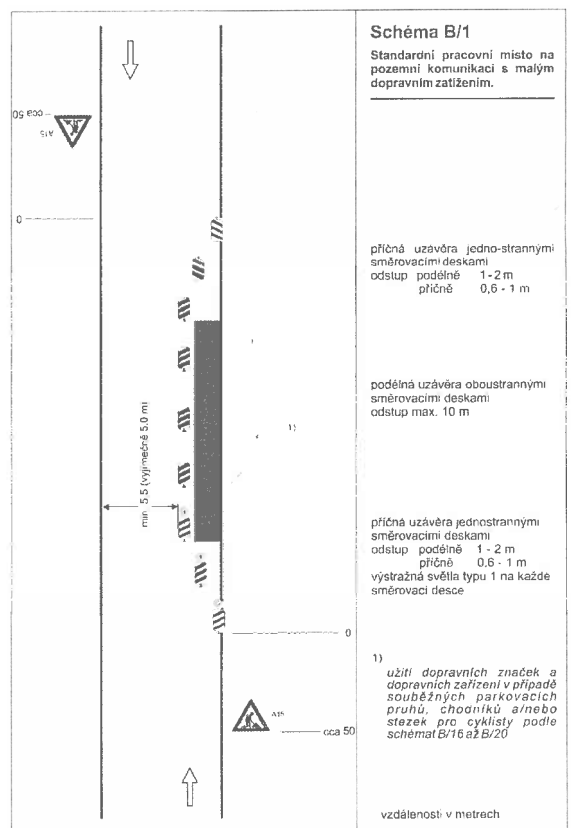 Schéma B/1
Standardní pracovní místo na
pozemní komunikaci s malým
dopravním zatížením.
cca 50
A15
0
příčná uzávěra jedno-strannými
směrovacími deskami
odstup podélné 1-2 m
příčně 0,6 - 1 m
podélná uzávěra oboustrannými
směrovacími deskami
odstup max. 10 m
1)
min. 5.5 (vyjímečně 5.0 m)
příčná uzávěra jednostrannými
směrovacími deskami
odstup podélně 1 - 2 m
příčně 0.6 - 1 m
výstražná světla typu 1 na každé
směrovací desce
0
A15
cca 50
1)
užití dopravních značek a
dopravních zařízení v případě
souběžných parkovacích
pruhů, chodníků a/nebo
stezek pro cyklisty podle
schémat B/16 až B/20
vzdálenosti v metrech